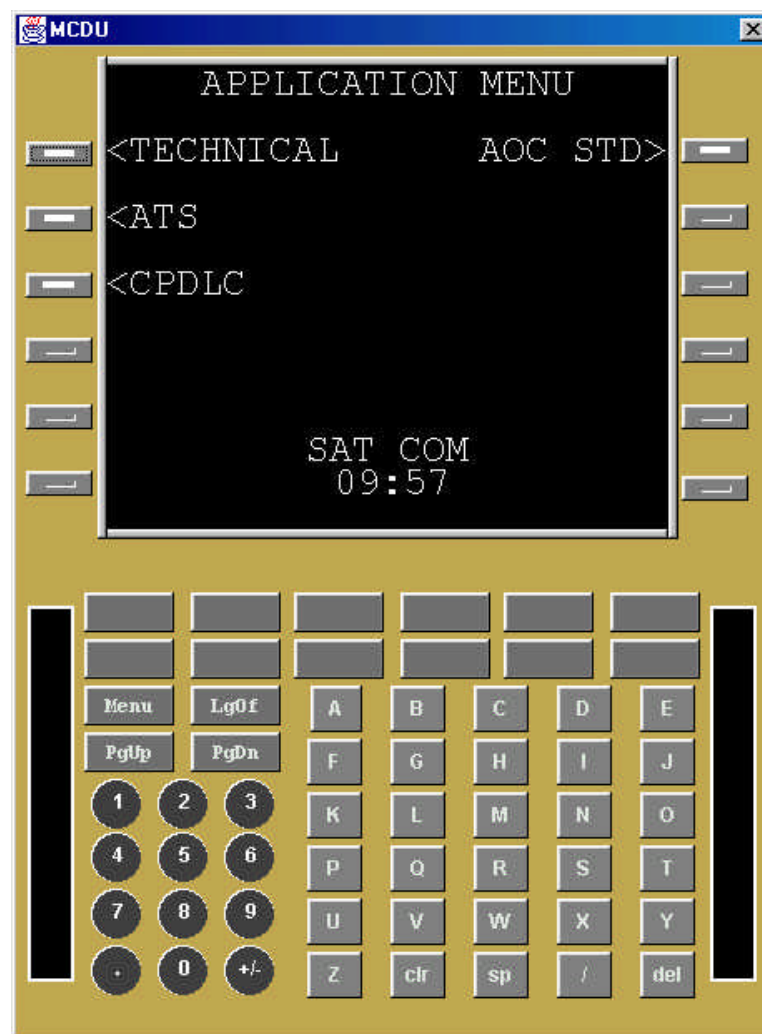 MCDU
APPLICATION MENU
<TECHNICAL AOC STD>
<ATS
<CPDLC
SAT COM
09:57
Menu LgOf A B C D E
PgUp PgDn F G H I J
1 2 3 K L M N O
4 5 6 P Q R S T
7 8 9 U V W X Y
. 0 +/- Z clr sp / del